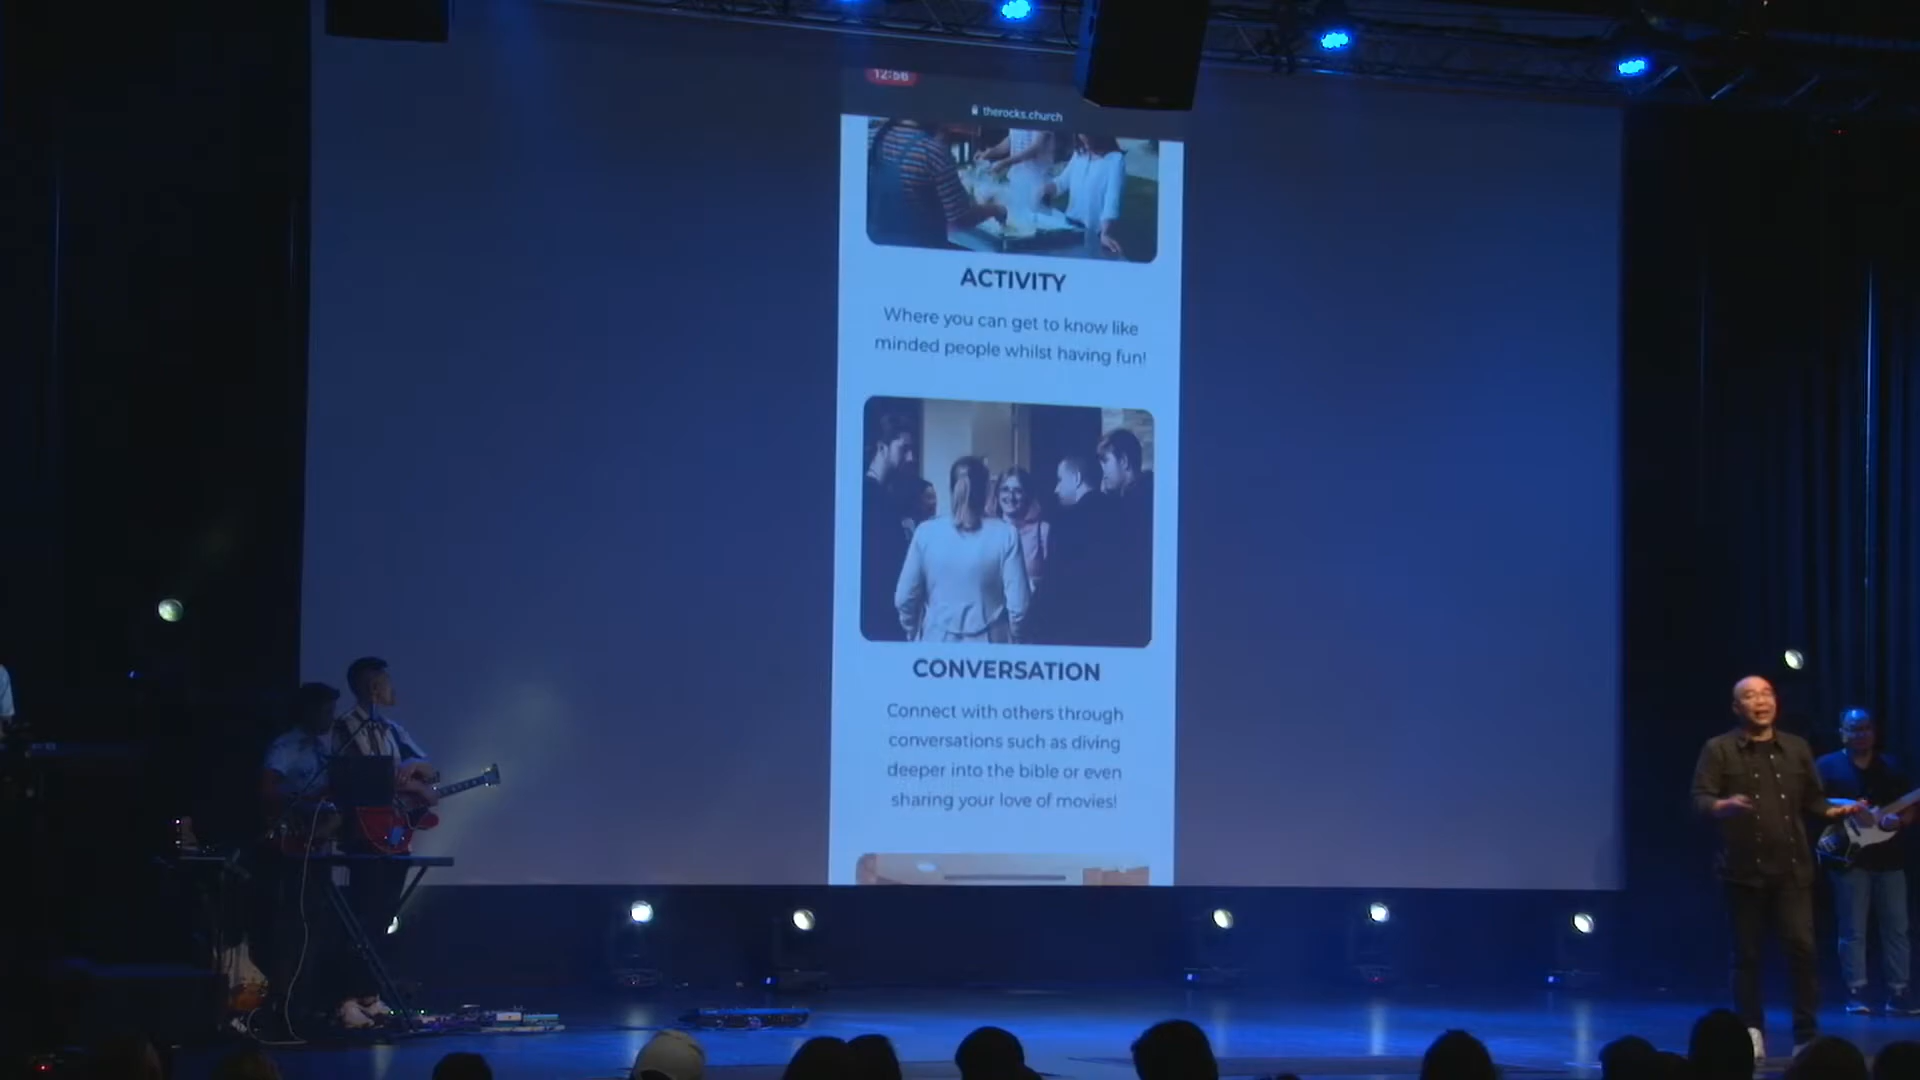 12:56
therocks.church
ACTIVITY
Where you can get to know like
minded people whilst having fun!
CONVERSATION
Connect with others through
conversations such as diving
deeper into the bible or even
sharing your love of movies!